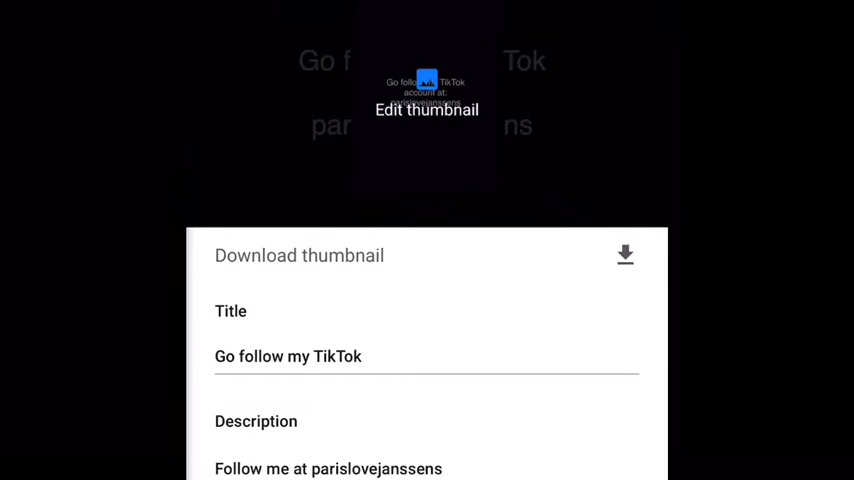 Go f Tok
Go follo TikTok
account at:
parislovejanssens
Edit thumbnail
par ns
Download thumbnail
Title
Go follow my TikTok
Description
Follow me at parislovejanssens